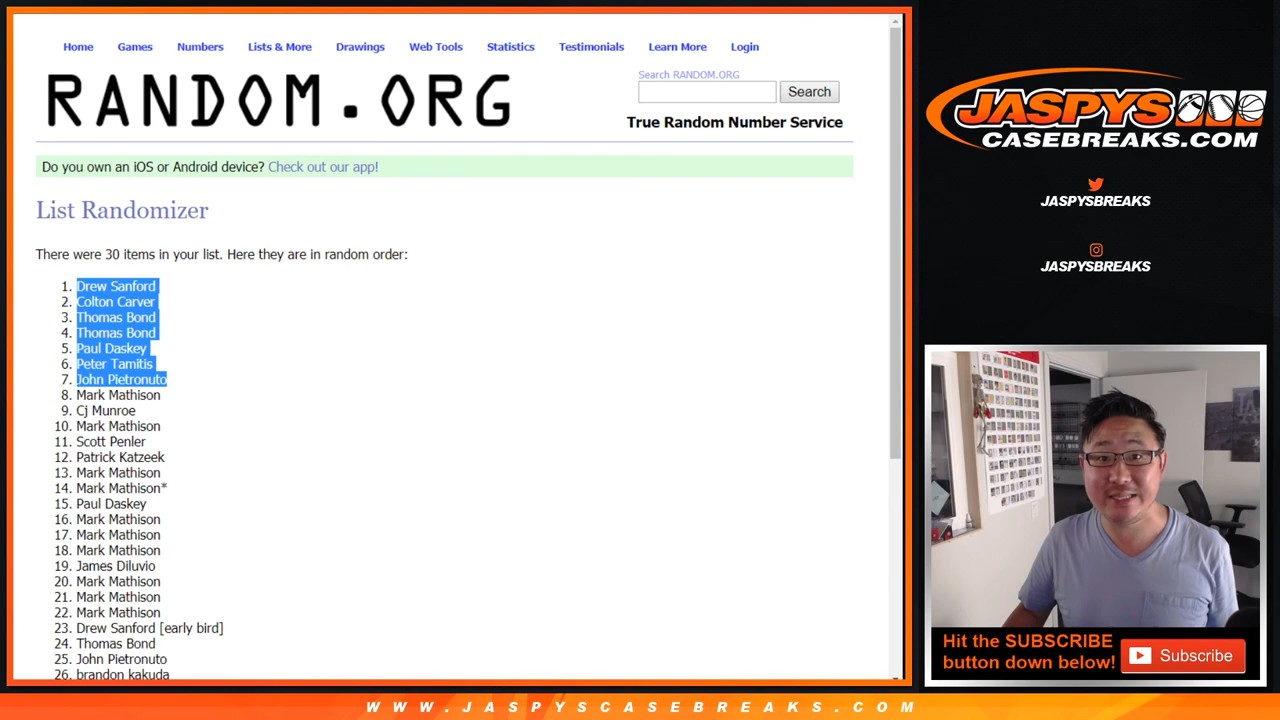 Home Games Numbers Lists & More Drawings Web Tools Statistics Testimonials Learn More Login
RANDOM.ORG
Search RANDOM.ORG
Search
True Random Number Service
Do you own an iOS or Android device? Check out our app!
List Randomizer
There were 30 items in your list. Here they are in random order:
1. Drew Sanford
2. Colton Carver
3. Thomas Bond
4. Thomas Bond
5. Paul Daskey
6. Peter Tamitis
7. John Pietronuto
8. Mark Mathison
9. Cj Munroe
10. Mark Mathison
11. Scott Penler
12. Patrick Katzeek
13. Mark Mathison
14. Mark Mathison*
15. Paul Daskey
16. Mark Mathison
17. Mark Mathison
18. Mark Mathison
19. James Diluvio
20. Mark Mathison
21. Mark Mathison
22. Mark Mathison
23. Drew Sanford [early bird]
24. Thomas Bond
25. John Pietronuto
26. brandon kakuda
JASPYS
CASEBREAKS.COM
JASPYSBREAKS
JASPYSBREAKS
Hit the SUBSCRIBE
button down below!
Subscribe
WWW.JASPYSCASEBREAKS.COM